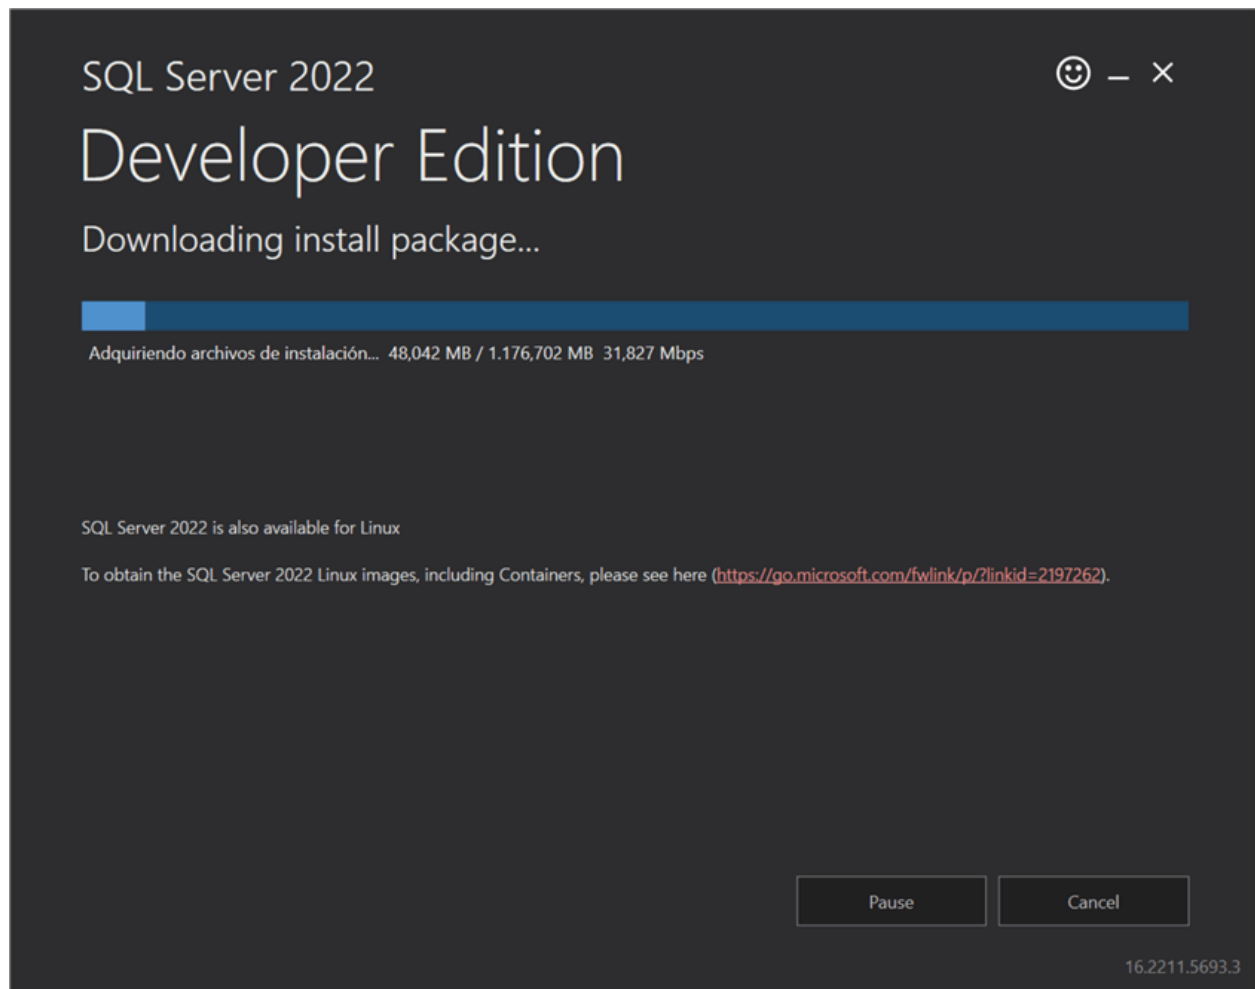 SQL Server 2022
Developer Edition
Downloading install package...
Adquiriendo archivos de instalación... 48,042 MB / 1.176,702 MB 31,827 Mbps
SQL Server 2022 is also available for Linux
To obtain the SQL Server 2022 Linux images, including Containers, please see here (https://go.microsoft.com/fwlink/p/?linkid=2197262).
Pause Cancel
16.2211.5693.3